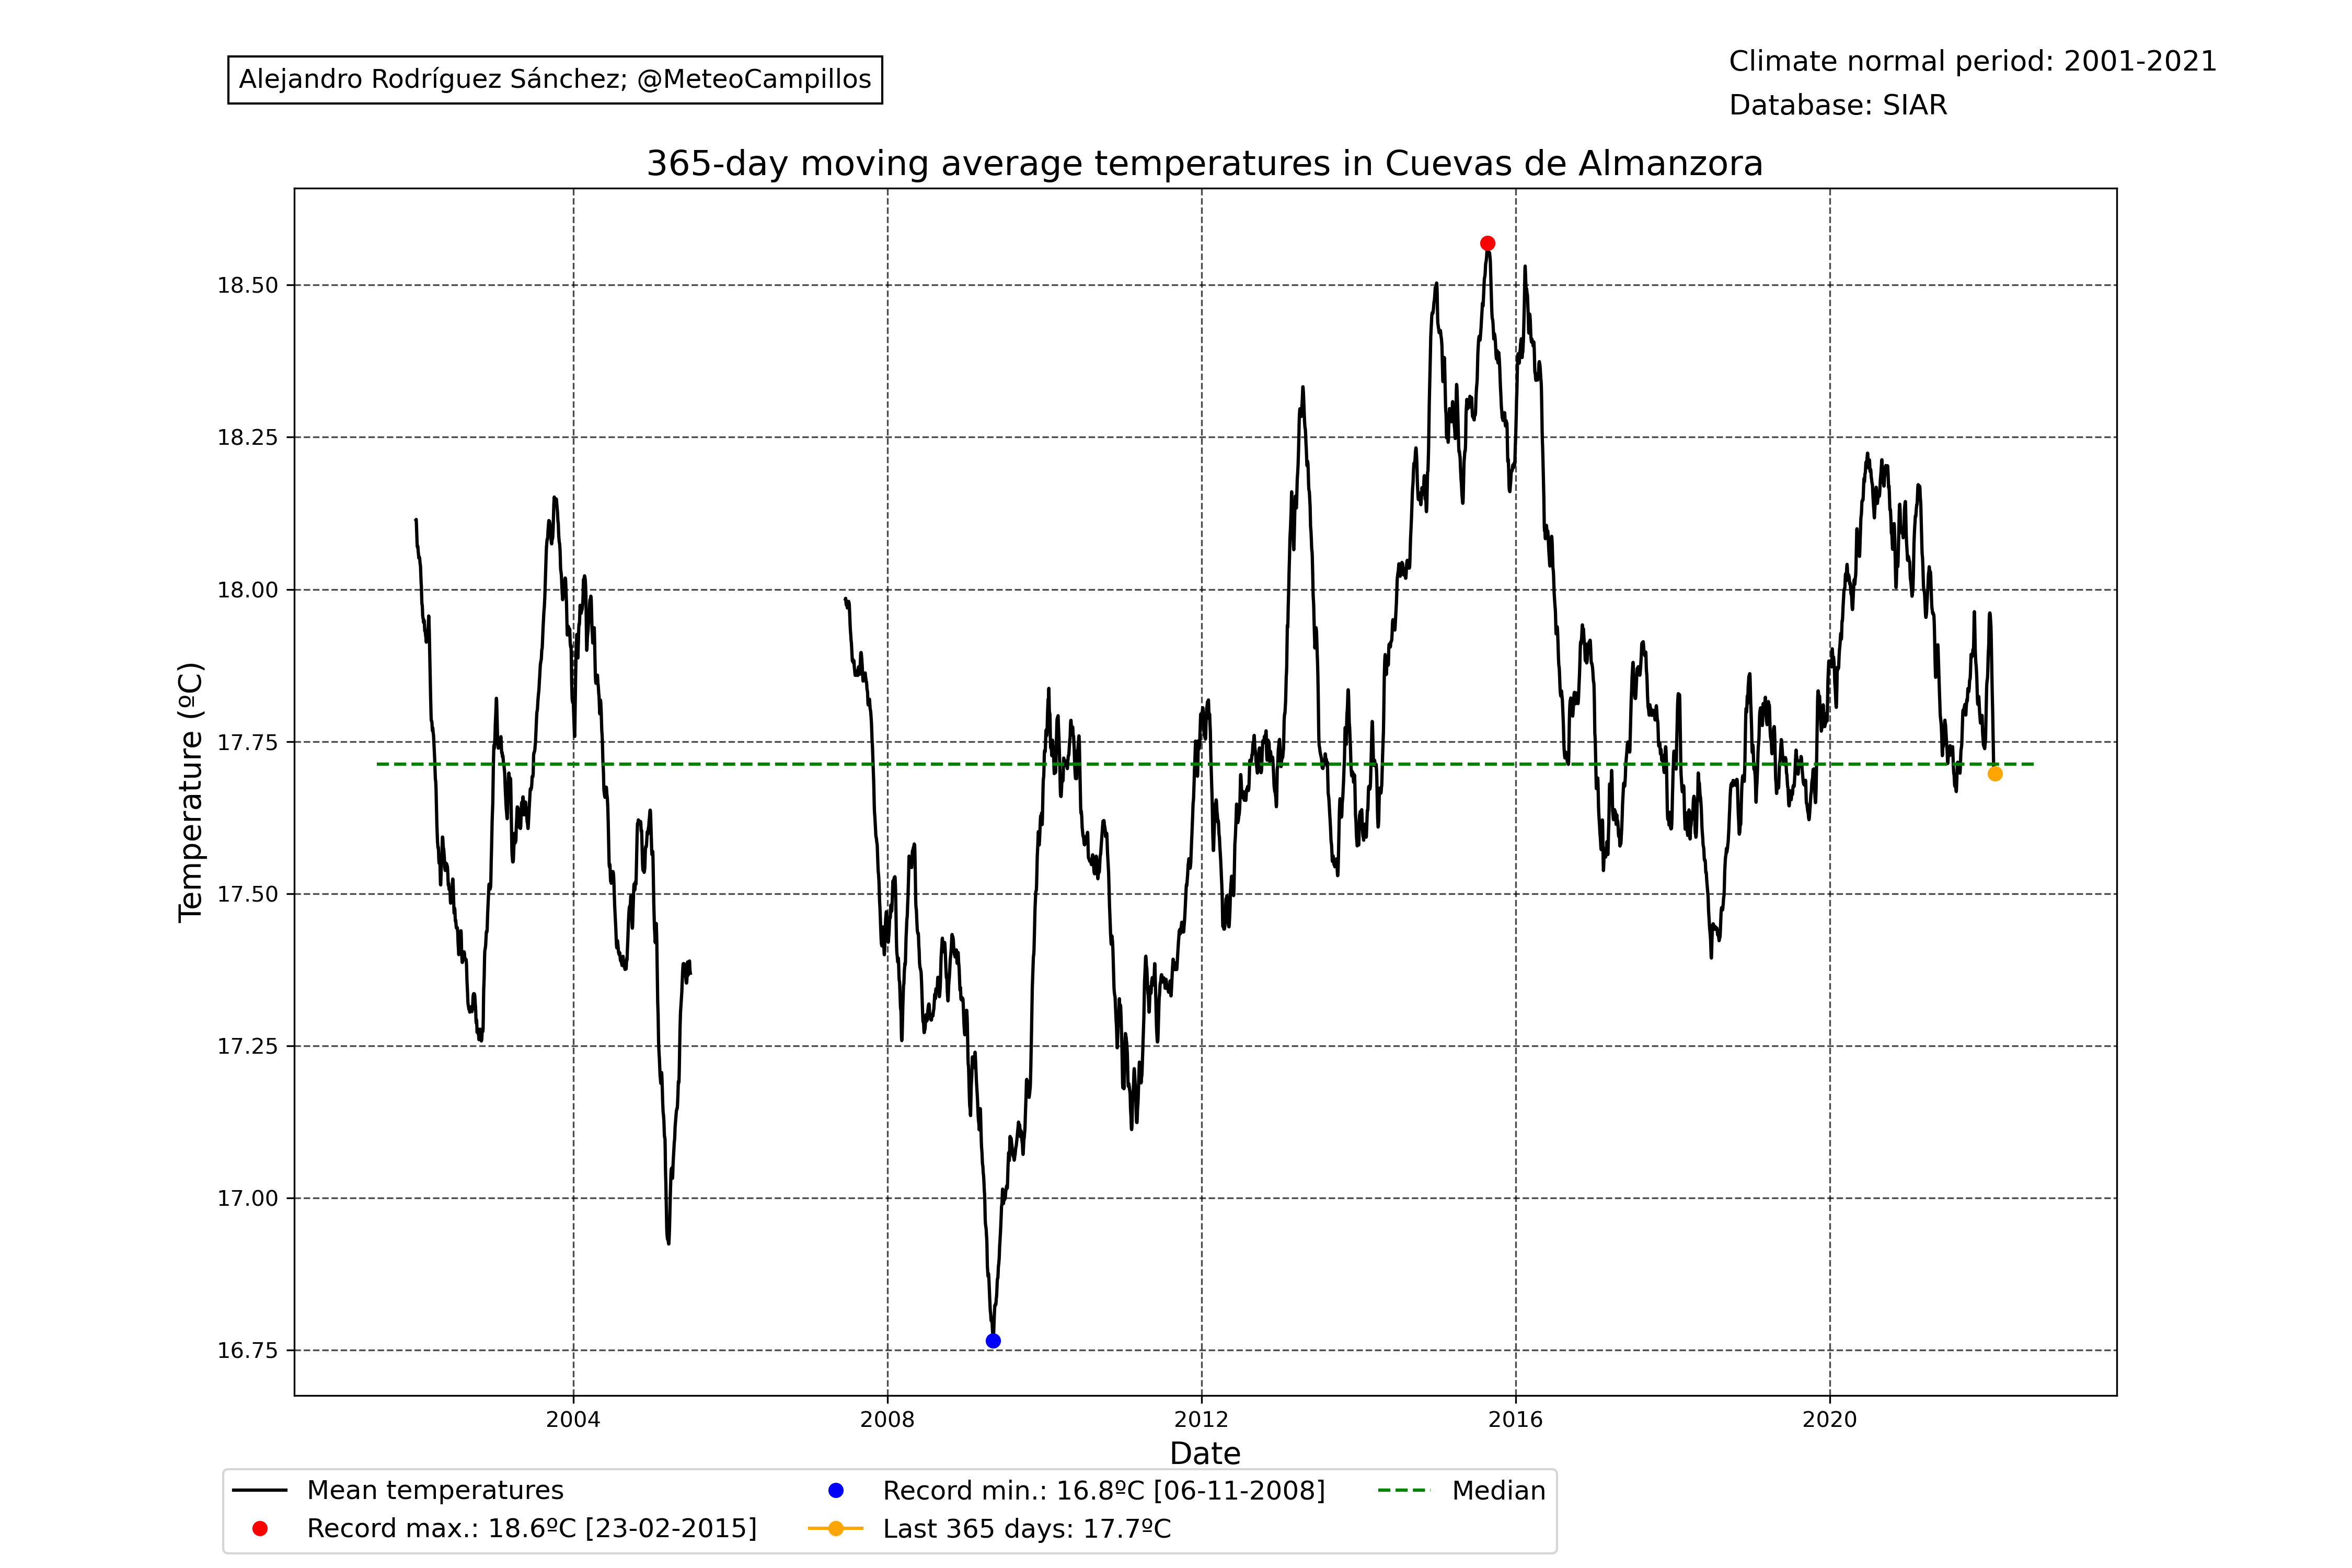 Alejandro Rodríguez Sánchez; @MeteoCampillos
Climate normal period: 2001-2021
Database: SIAR
365-day moving average temperatures in Cuevas de Almanzora
Temperature (ºC)
18.50
18.25
18.00
17.75
17.50
17.25
17.00
16.75
2004 2008 2012 2016 2020
Date
Mean temperatures
Record max.: 18.6ºC [23-02-2015]
Record min.: 16.8ºC [06-11-2008]
Last 365 days: 17.7ºC
Median